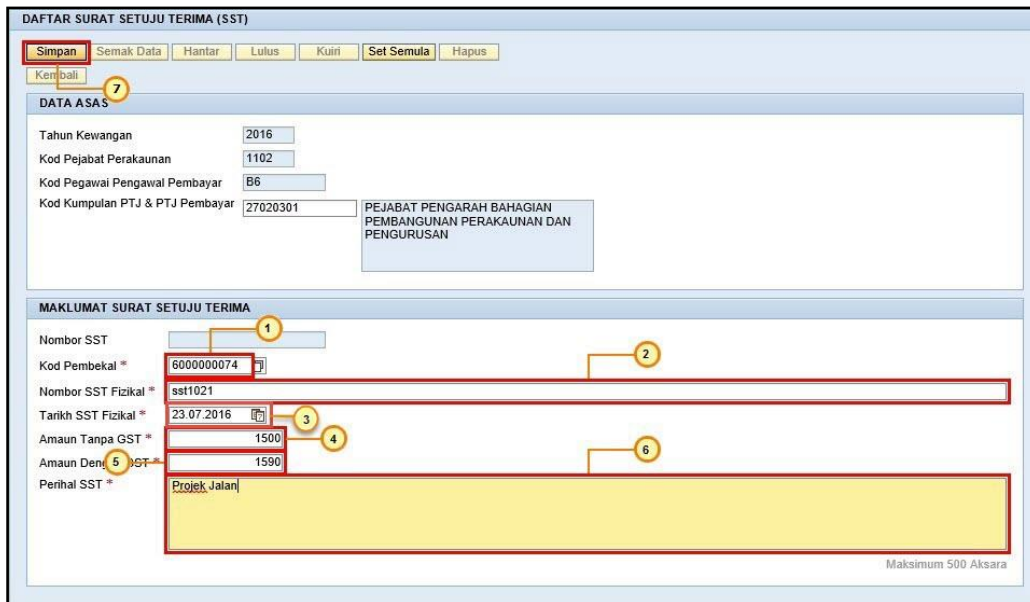 DAFTAR SURAT SETUJU TERIMA (SST)
Simpan Semak Data Hantar Lulus Kuiri Set Semula Hapus
Kembali
7
DATA ASAS
Tahun Kewangan 2016
Kod Pejabat Perakaunan 1102
Kod Pegawai Pengawal Pembayar B6
Kod Kumpulan PTJ & PTJ Pembayar 27020301 PEJABAT PENGARAH BAHAGIAN
PEMBANGUNAN PERAKAUNAN DAN
PENGURUSAN
MAKLUMAT SURAT SETUJU TERIMA
1
Nombor SST
2
Kod Pembekal * 6000000074
Nombor SST Fizikal * sst1021
Tarikh SST Fizikal * 23.07.2016 3
Amaun Tanpa GST * 1500 4
Amaun Den 5 GST * 1590 6
Perihal SST * Projek Jalan
Maksimum 500 Aksara